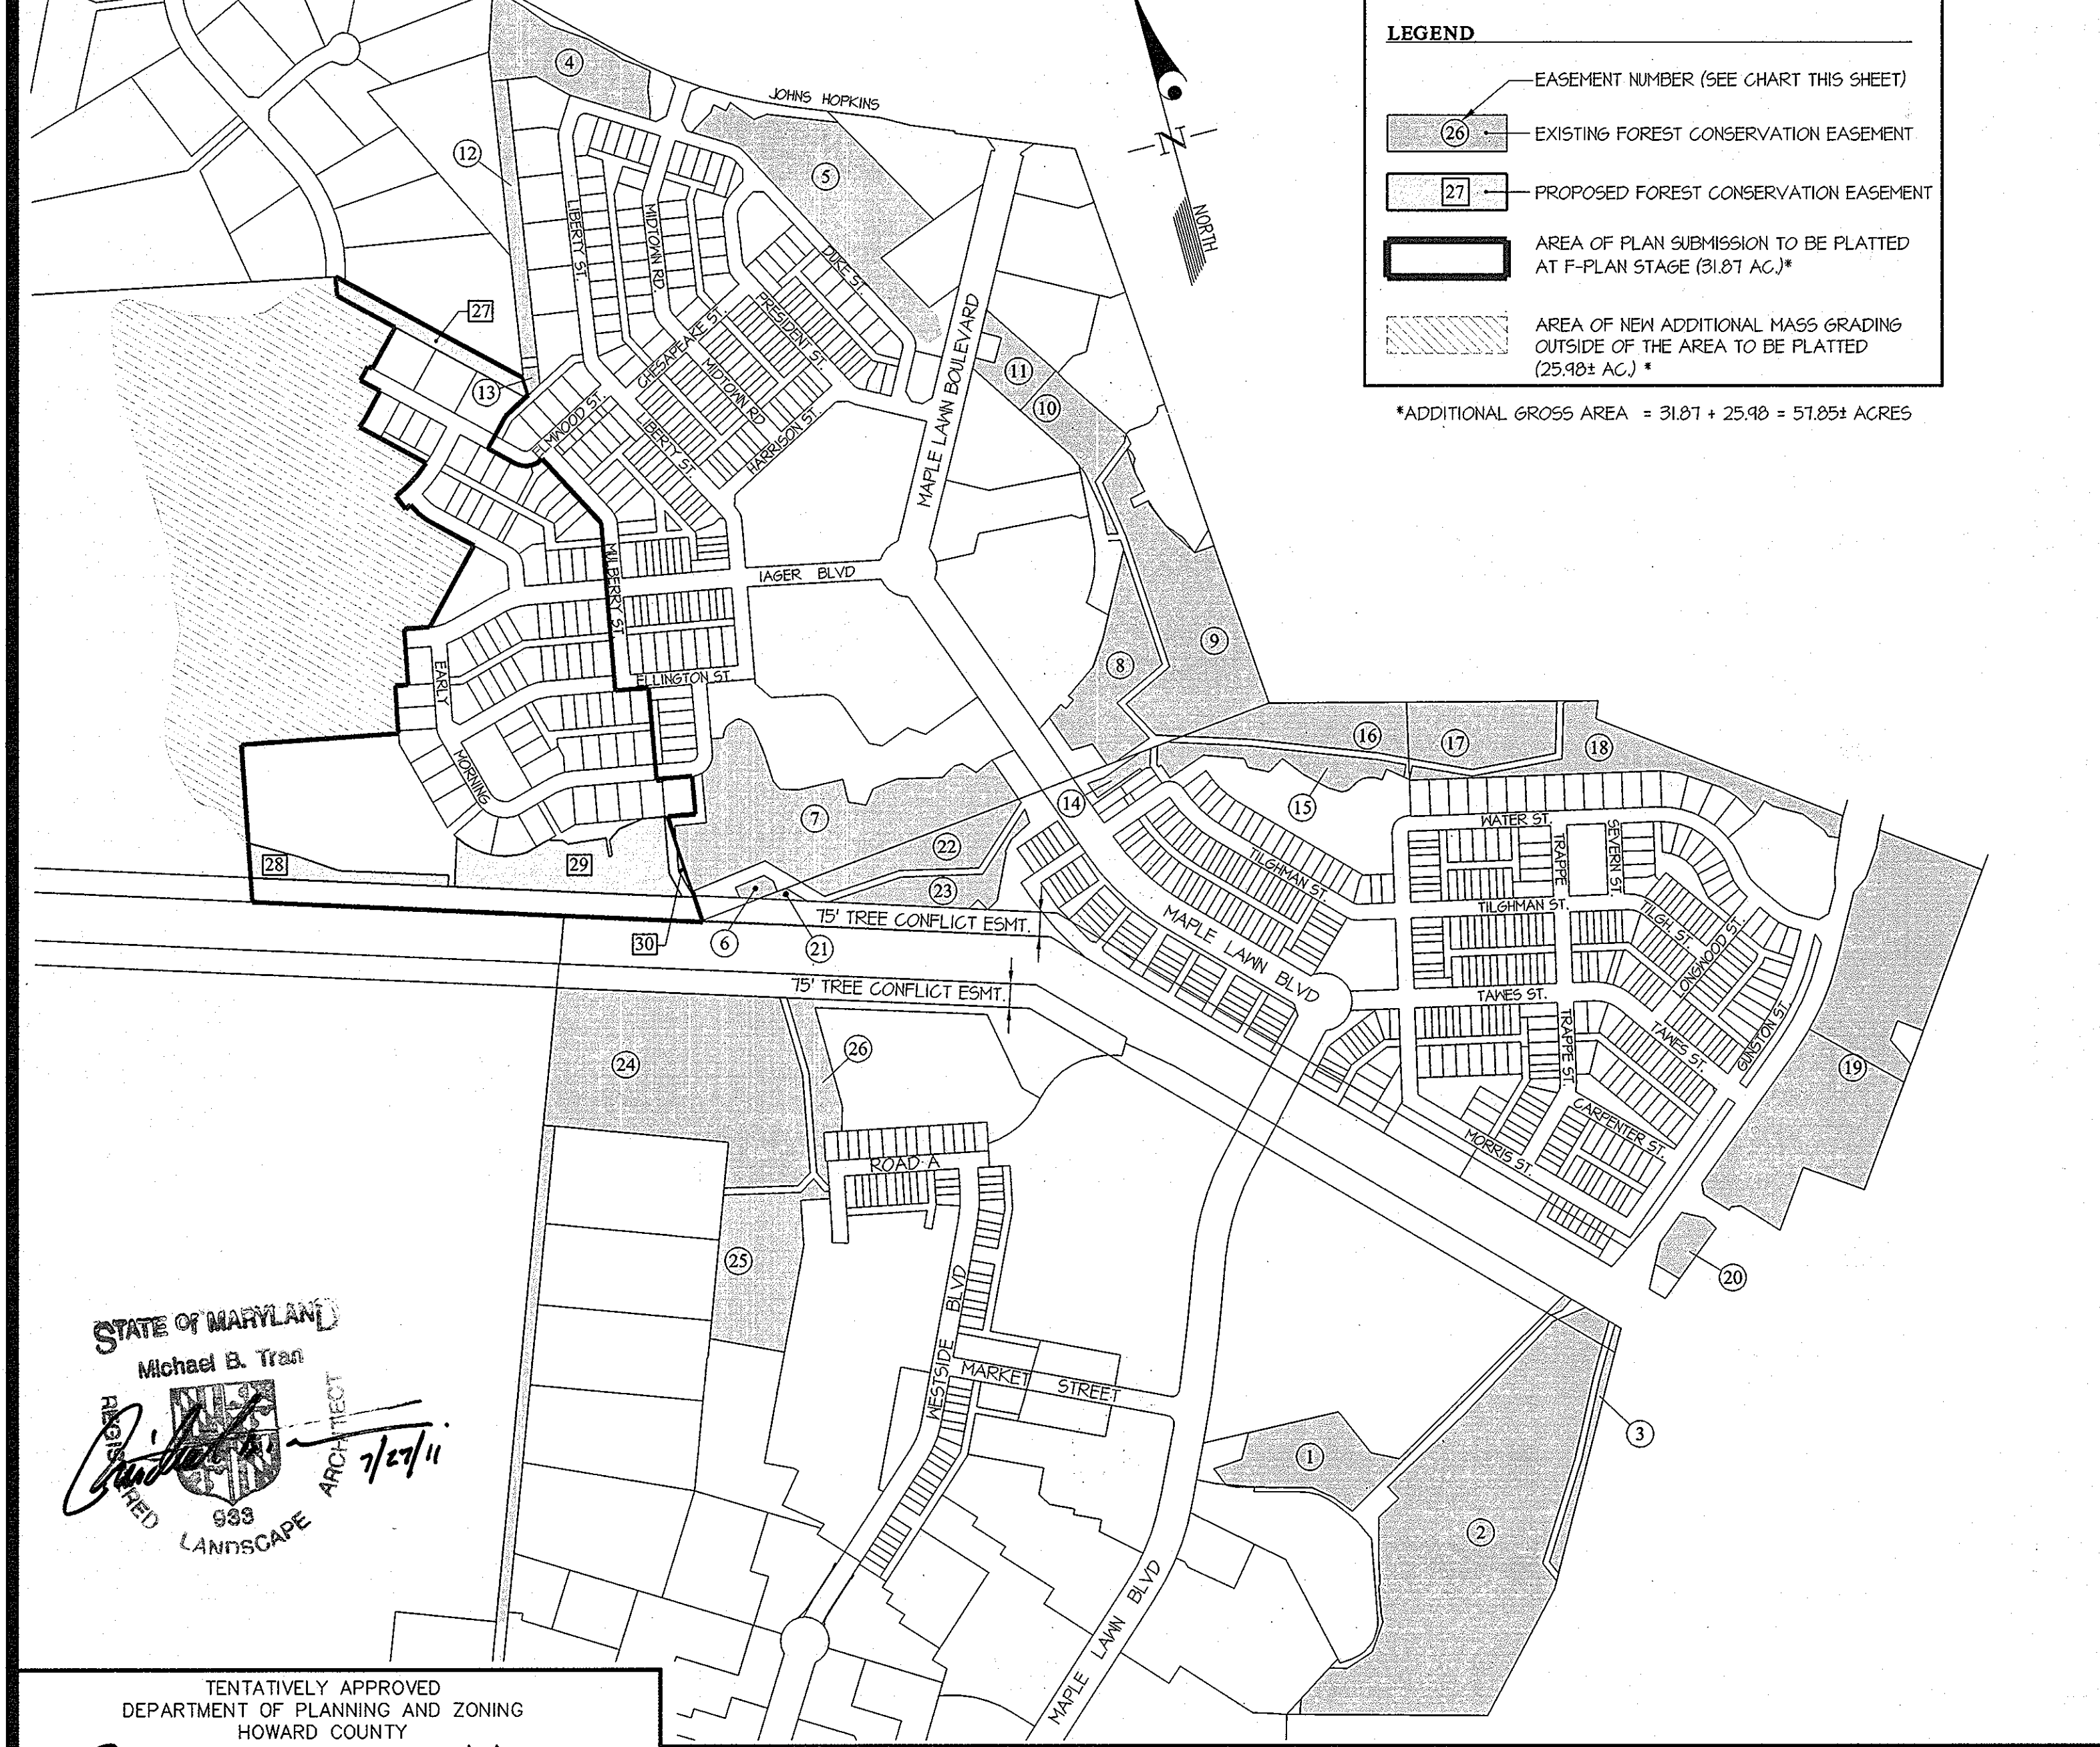 LEGEND
EASEMENT NUMBER (SEE CHART THIS SHEET)
26
EXISTING FOREST CONSERVATION EASEMENT
27
PROPOSED FOREST CONSERVATION EASEMENT
AREA OF PLAN SUBMISSION TO BE PLATTED
AT F-PLAN STAGE (31.87 AC.)*
AREA OF NEW ADDITIONAL MASS GRADING
OUTSIDE OF THE AREA TO BE PLATTED
(25.98± AC.) *
*ADDITIONAL GROSS AREA = 31.87 + 25.98 = 57.85± ACRES
N
NORTH
4
JOHNS HOPKINS
12
5
LIBERTY ST.
MIDTOWN RD.
DUKE ST.
27
CHESAPEAKE ST.
PRESIDENT ST.
MAPLE LAWN BOULEVARD
13
MIDTOWN RD
11
10
ELMWOOD ST.
LIBERTY ST.
HARRISON ST.
MULBERRY ST.
IAGER BLVD
9
8
EARLY
MORNING
ELLINGTON ST.
16
17
18
14
15
7
22
23
28
29
30
6
21
75' TREE CONFLICT ESMT.
75' TREE CONFLICT ESMT.
WATER ST.
TRAPPE
SEVERN ST.
TILGHMAN ST.
TILGHMAN ST.
TILGH. ST.
LONGWOOD ST.
MAPLE LAWN BLVD
TAWES ST.
TAWES ST.
GUNSTON ST.
TRAPPE ST.
CARPENTER ST.
MORRIS ST.
19
20
24
26
ROAD A
25
WESTSIDE BLVD
MARKET STREET
1
2
3
MAPLE LAWN BLVD
STATE OF MARYLAND
Michael B. Tran
REGISTERED
LANDSCAPE
ARCHITECT
933
7/27/11
TENTATIVELY APPROVED
DEPARTMENT OF PLANNING AND ZONING
HOWARD COUNTY